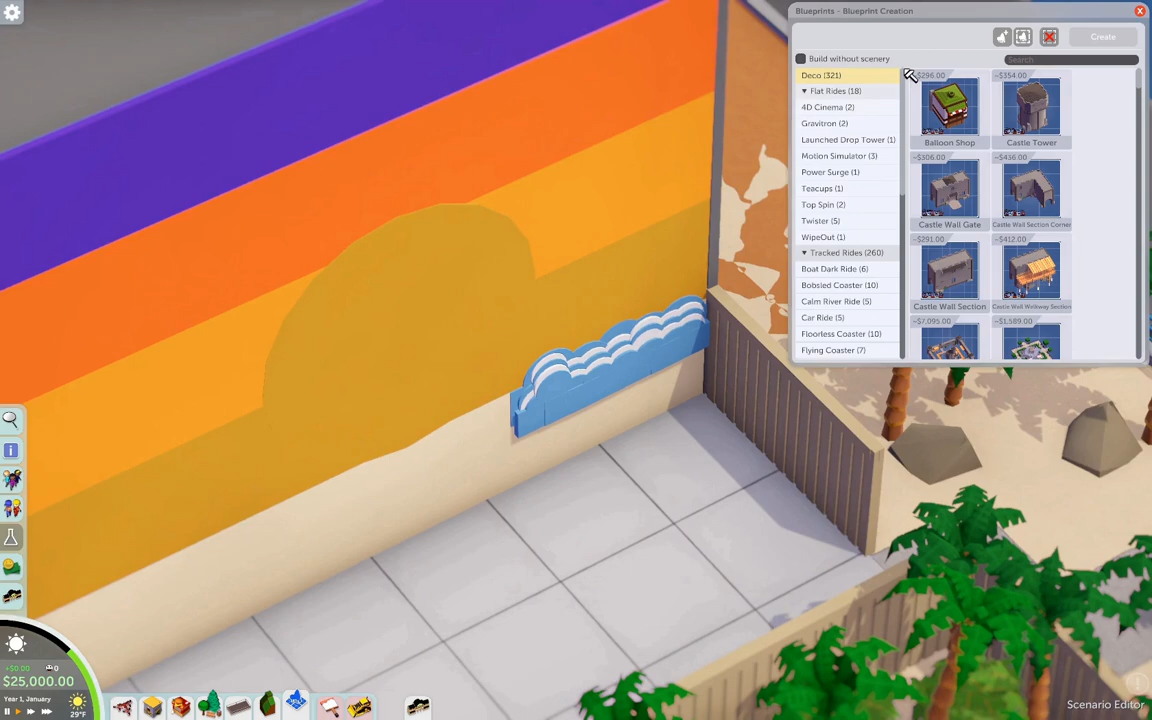 Blueprints - Blueprint Creation
Create
Build without scenery
Search
Deco (321)
Flat Rides (18)
4D Cinema (2)
Gravitron (2)
Launched Drop Tower (1)
Motion Simulator (3)
Power Surge (1)
Teacups (1)
Top Spin (2)
Twister (5)
WipeOut (1)
Tracked Rides (260)
Boat Dark Ride (6)
Bobsled Coaster (10)
Calm River Ride (5)
Car Ride (5)
Floorless Coaster (10)
Flying Coaster (7)
$296.00
~$354.00
Balloon Shop
Castle Tower
~$306.00
~$436.00
Castle Wall Gate
Castle Wall Section Corner
~$291.00
~$412.00
Castle Wall Section
Castle Wall Walkway Section
~$7,095.00
~$1,589.00
+$0.00
0
$25,000.00
Year 1, January
29°F
Scenario Editor